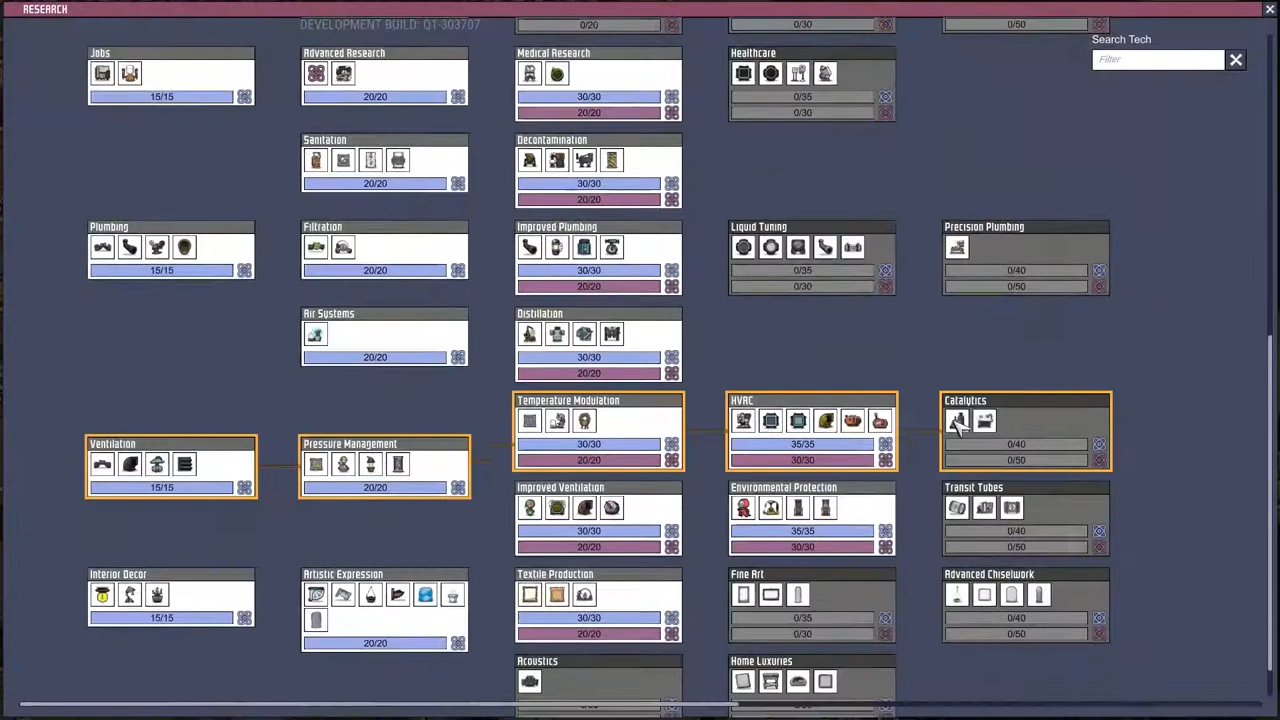 RESEARCH
DEVELOPMENT BUILD: Q1-303707
0/20
0/30
0/50
Search Tech
Filter
Jobs
15/15
Advanced Research
20/20
Medical Research
30/30
20/20
Healthcare
0/35
0/30
Sanitation
20/20
Decontamination
30/30
20/20
Plumbing
15/15
Filtration
20/20
Improved Plumbing
30/30
20/20
Liquid Tuning
0/35
0/30
Precision Plumbing
0/40
0/50
Air Systems
20/20
Distillation
30/30
20/20
Ventilation
15/15
Pressure Management
20/20
Temperature Modulation
30/30
20/20
HVAC
35/35
30/30
Catalytics
0/40
0/50
Improved Ventilation
30/30
20/20
Environmental Protection
35/35
30/30
Transit Tubes
0/40
0/50
Interior Decor
15/15
Artistic Expression
20/20
Textile Production
30/30
20/20
Fine Art
0/35
0/30
Advanced Chiselwork
0/40
0/50
Acoustics
Home Luxuries